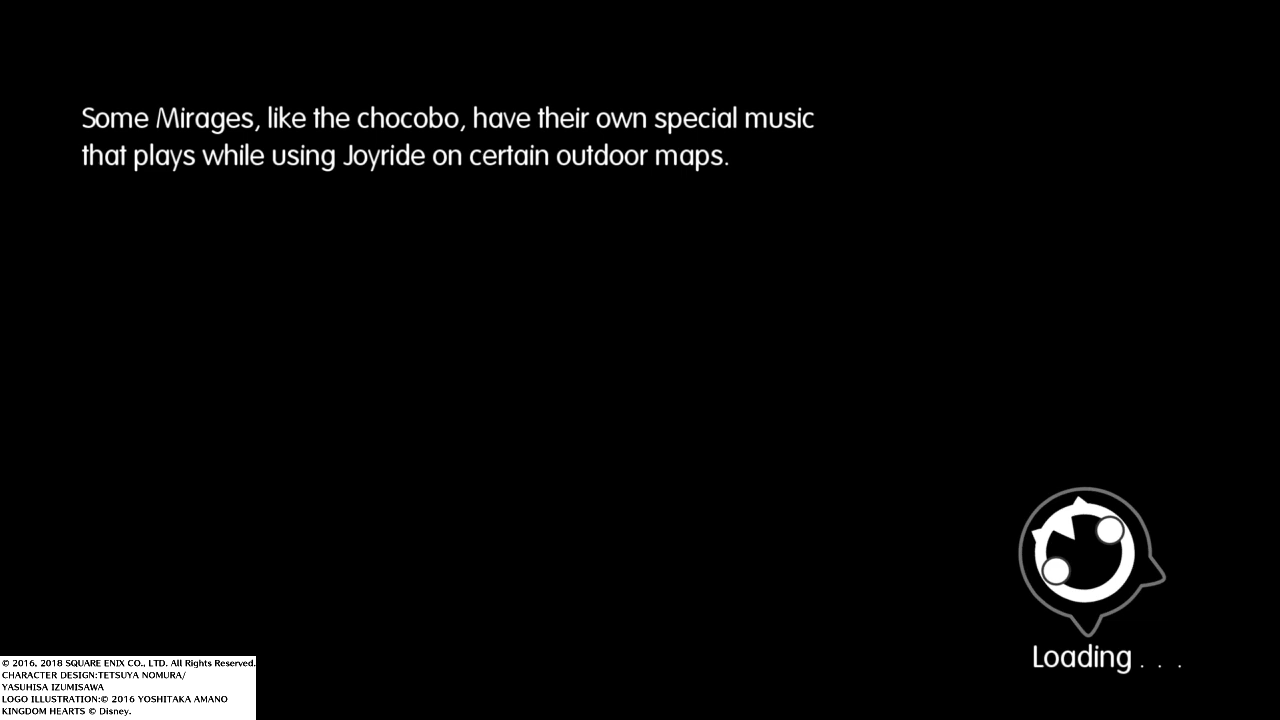 Some Mirages, like the chocobo, have their own special music
that plays while using Joyride on certain outdoor maps.
Loading . . .
© 2016, 2018 SQUARE ENIX CO., LTD. All Rights Reserved.
CHARACTER DESIGN:TETSUYA NOMURA/
YASUHISA IZUMISAWA
LOGO ILLUSTRATION:© 2016 YOSHITAKA AMANO
KINGDOM HEARTS © Disney.